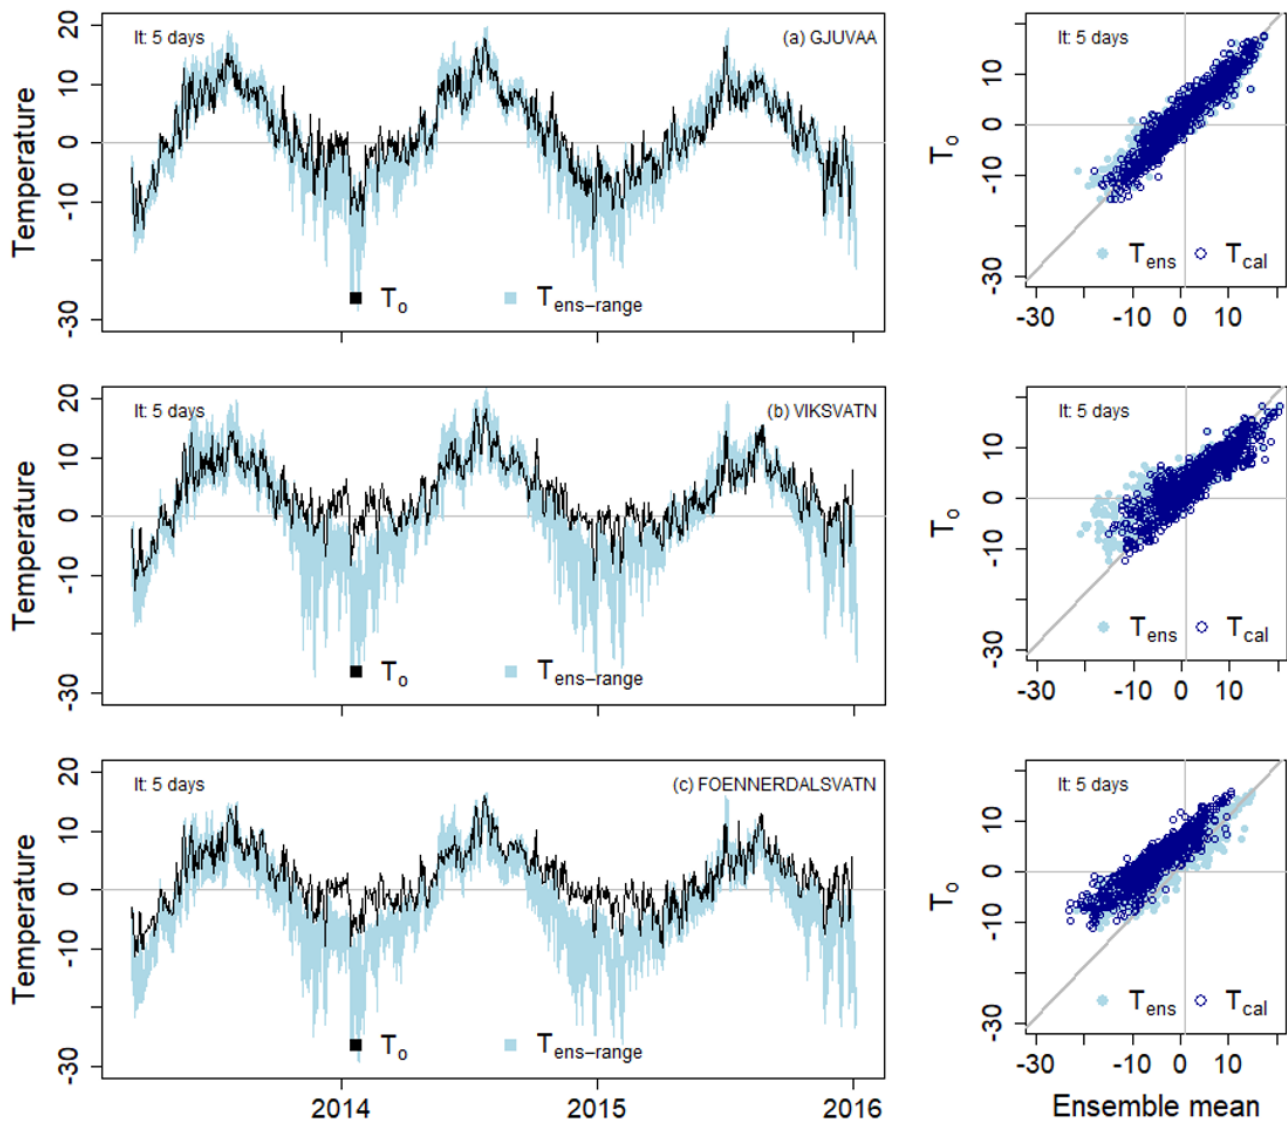 Temperature
20
10
0
-10
-30
lt: 5 days
(a) GJUVAA
T_o
T_ens−range
T_o
10
0
-10
-30
lt: 5 days
T_ens
T_cal
-30
-10
0
10
Temperature
20
10
0
-10
-30
lt: 5 days
(b) VIKSVATN
T_o
T_ens−range
T_o
10
0
-10
-30
lt: 5 days
T_ens
T_cal
-30
-10
0
10
Temperature
20
10
0
-10
-30
lt: 5 days
(c) FOENNERDALSVATN
T_o
T_ens−range
2014
2015
2016
T_o
10
0
-10
-30
lt: 5 days
T_ens
T_cal
-30
-10
0
10
Ensemble mean